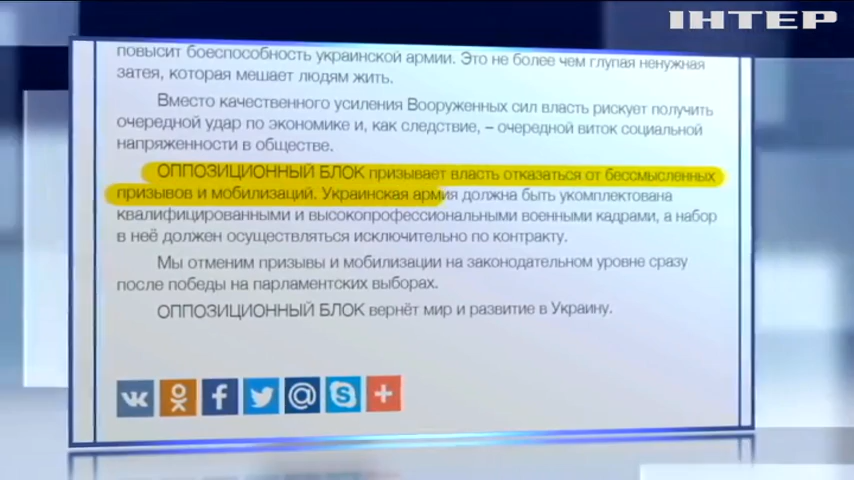 ІНТЕР
повысит боеспособность украинской армии. Это не более чем глупая ненужная
затея, которая мешает людям жить.
Вместо качественного усиления Вооруженных сил власть рискует получить
очередной удар по экономике и, как следствие, – очередной виток социальной
напряженности в обществе.
ОППОЗИЦИОННЫЙ БЛОК призывает власть отказаться от бессмысленных
призывов и мобилизаций. Украинская армия должна быть укомплектована
квалифицированными и высокопрофессиональными военными кадрами, а набор
в неё должен осуществляться исключительно по контракту.
Мы отменим призывы и мобилизации на законодательном уровне сразу
после победы на парламентских выборах.
ОППОЗИЦИОННЫЙ БЛОК вернёт мир и развитие в Украину.